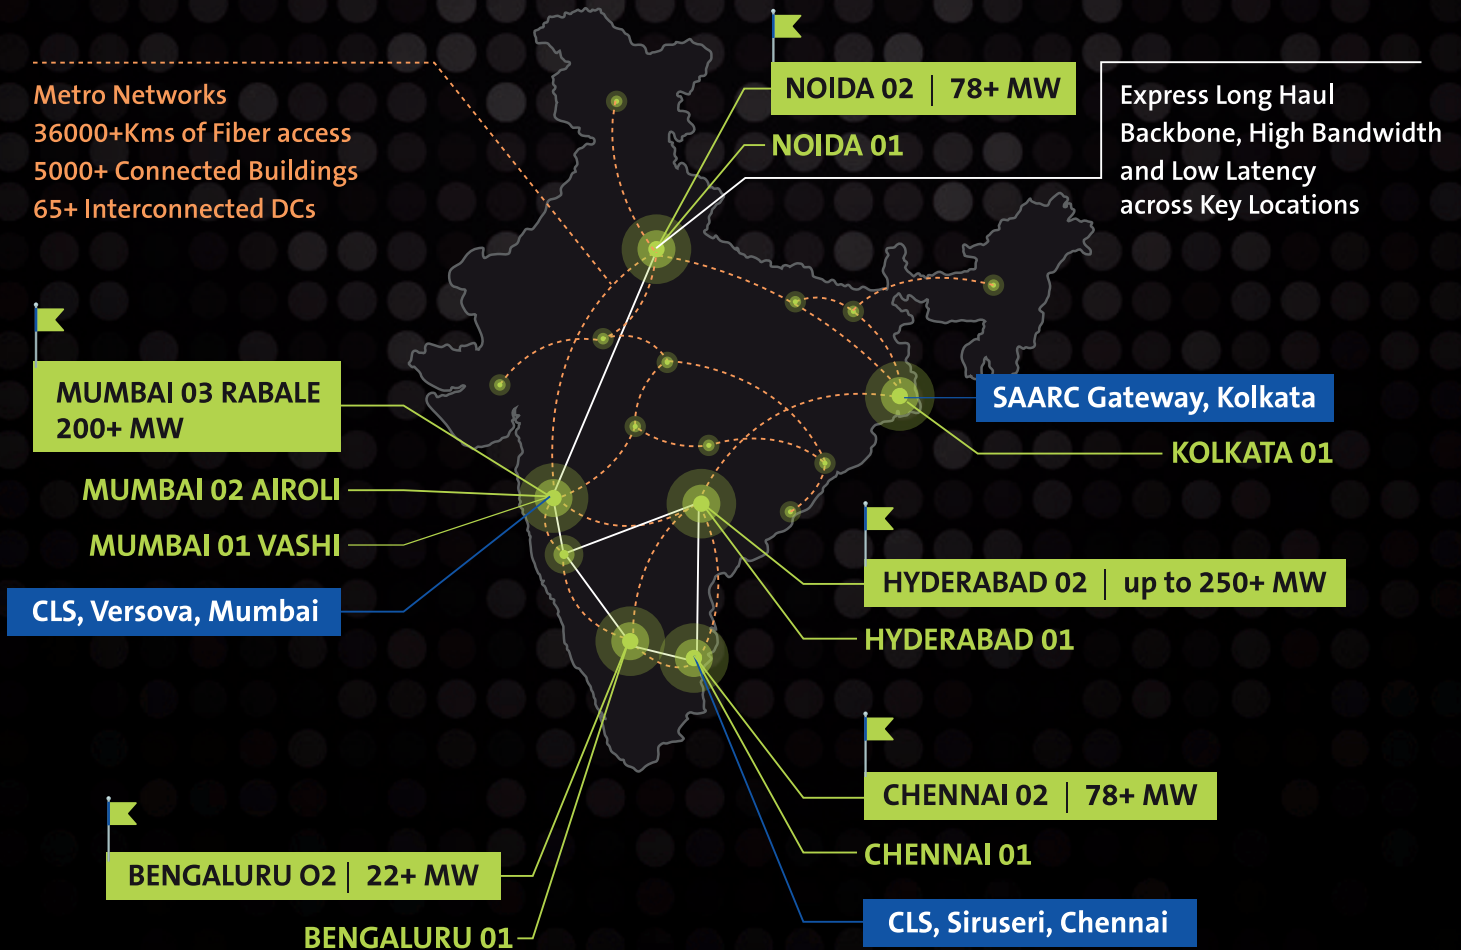 Metro Networks
36000+Kms of Fiber access
5000+ Connected Buildings
65+ Interconnected DCs
NOIDA 02 | 78+ MW
NOIDA 01
Express Long Haul
Backbone, High Bandwidth
and Low Latency
across Key Locations
MUMBAI 03 RABALE
200+ MW
MUMBAI 02 AIROLI
MUMBAI 01 VASHI
CLS, Versova, Mumbai
SAARC Gateway, Kolkata
KOLKATA 01
HYDERABAD 02 | up to 250+ MW
HYDERABAD 01
CHENNAI 02 | 78+ MW
CHENNAI 01
CLS, Siruseri, Chennai
BENGALURU O2 | 22+ MW
BENGALURU 01